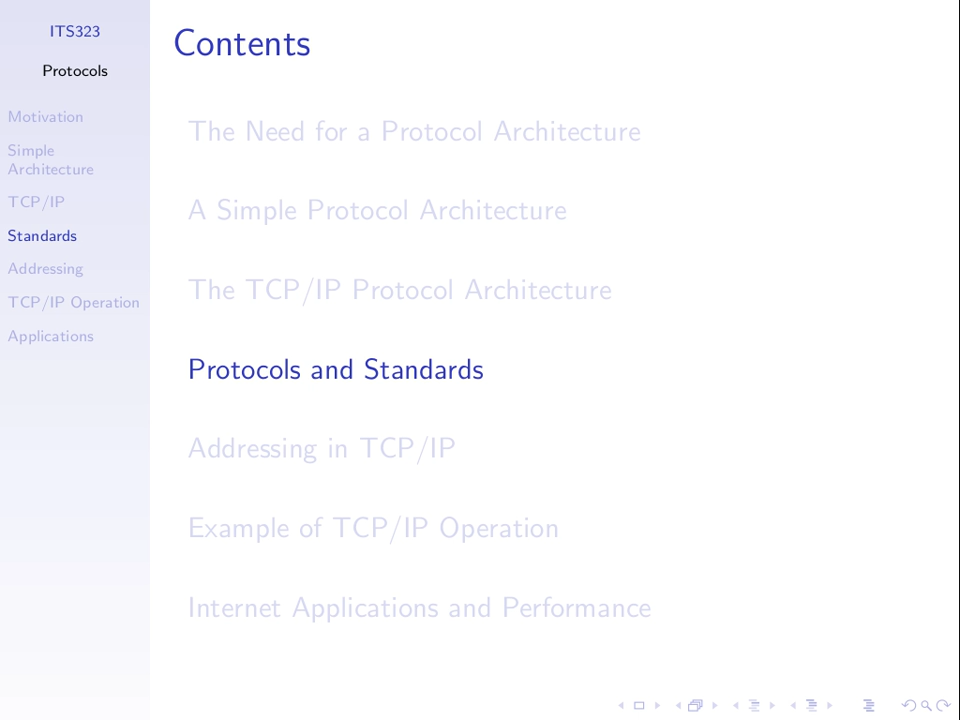 ITS323
Protocols
Motivation
Simple
Architecture
TCP/IP
Standards
Addressing
TCP/IP Operation
Applications
Contents
The Need for a Protocol Architecture
A Simple Protocol Architecture
The TCP/IP Protocol Architecture
Protocols and Standards
Addressing in TCP/IP
Example of TCP/IP Operation
Internet Applications and Performance